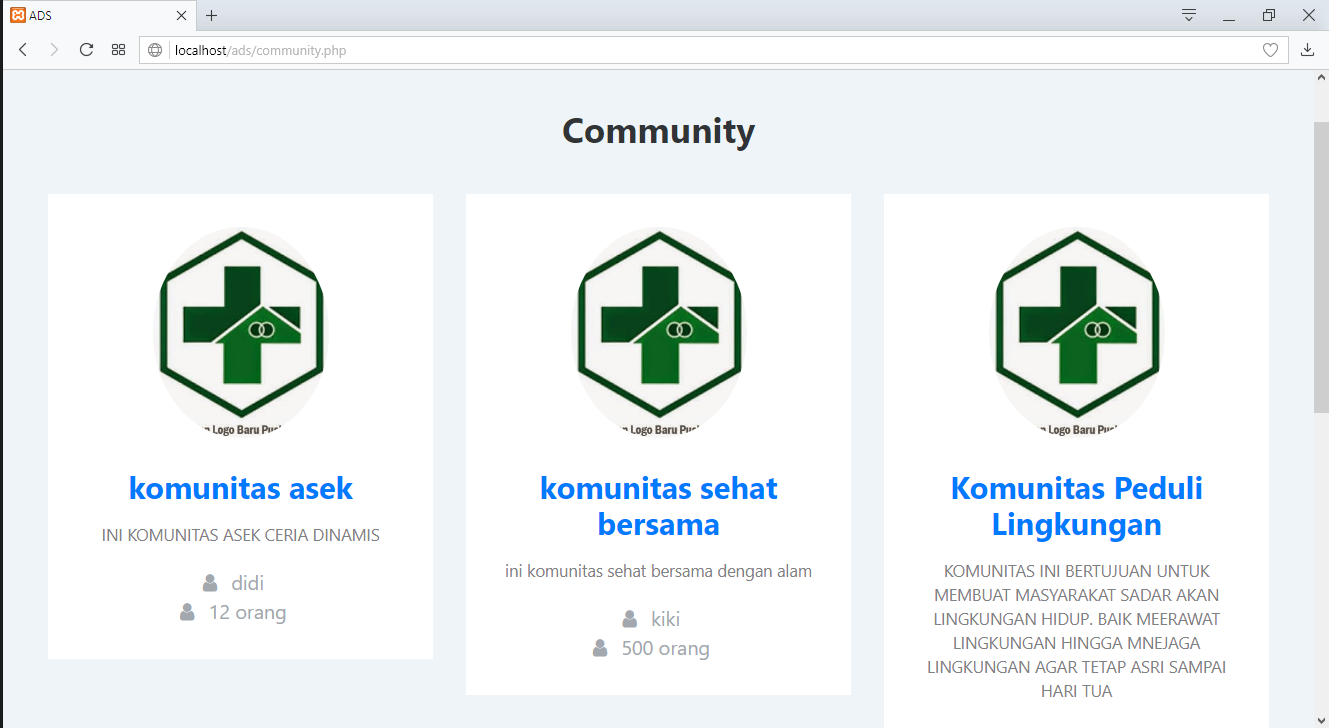 ADS
localhost/ads/community.php
Community
n Logo Baru Pusk
komunitas asek
INI KOMUNITAS ASEK CERIA DINAMIS
didi
12 orang
n Logo Baru Pusk
komunitas sehat
bersama
ini komunitas sehat bersama dengan alam
kiki
500 orang
n Logo Baru Pusk
Komunitas Peduli
Lingkungan
KOMUNITAS INI BERTUJUAN UNTUK
MEMBUAT MASYARAKAT SADAR AKAN
LINGKUNGAN HIDUP. BAIK MEERAWAT
LINGKUNGAN HINGGA MNEJAGA
LINGKUNGAN AGAR TETAP ASRI SAMPAI
HARI TUA